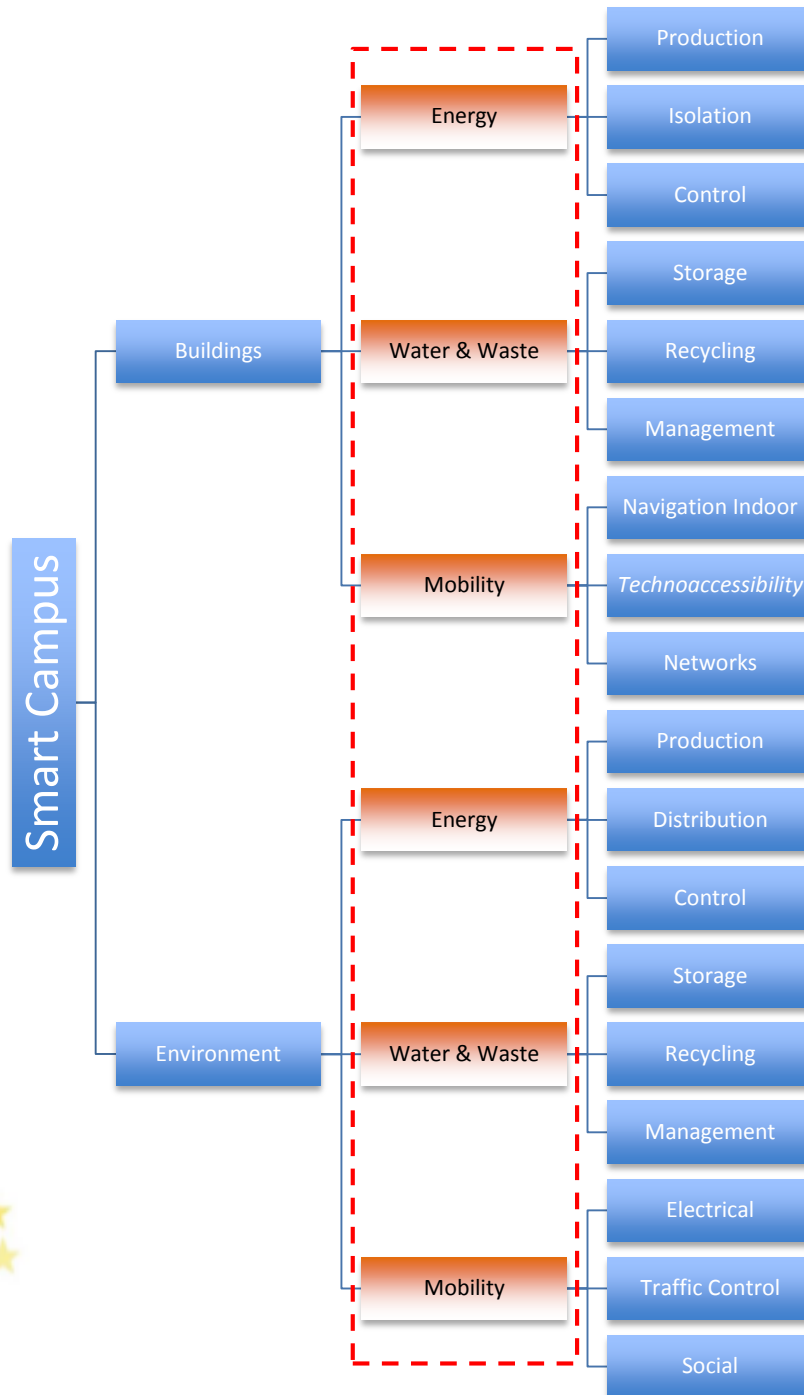 Smart Campus
Buildings
Energy
Production
Isolation
Control
Water & Waste
Storage
Recycling
Management
Mobility
Navigation Indoor
Technoaccessibility
Networks
Environment
Energy
Production
Distribution
Control
Water & Waste
Storage
Recycling
Management
Mobility
Electrical
Traffic Control
Social